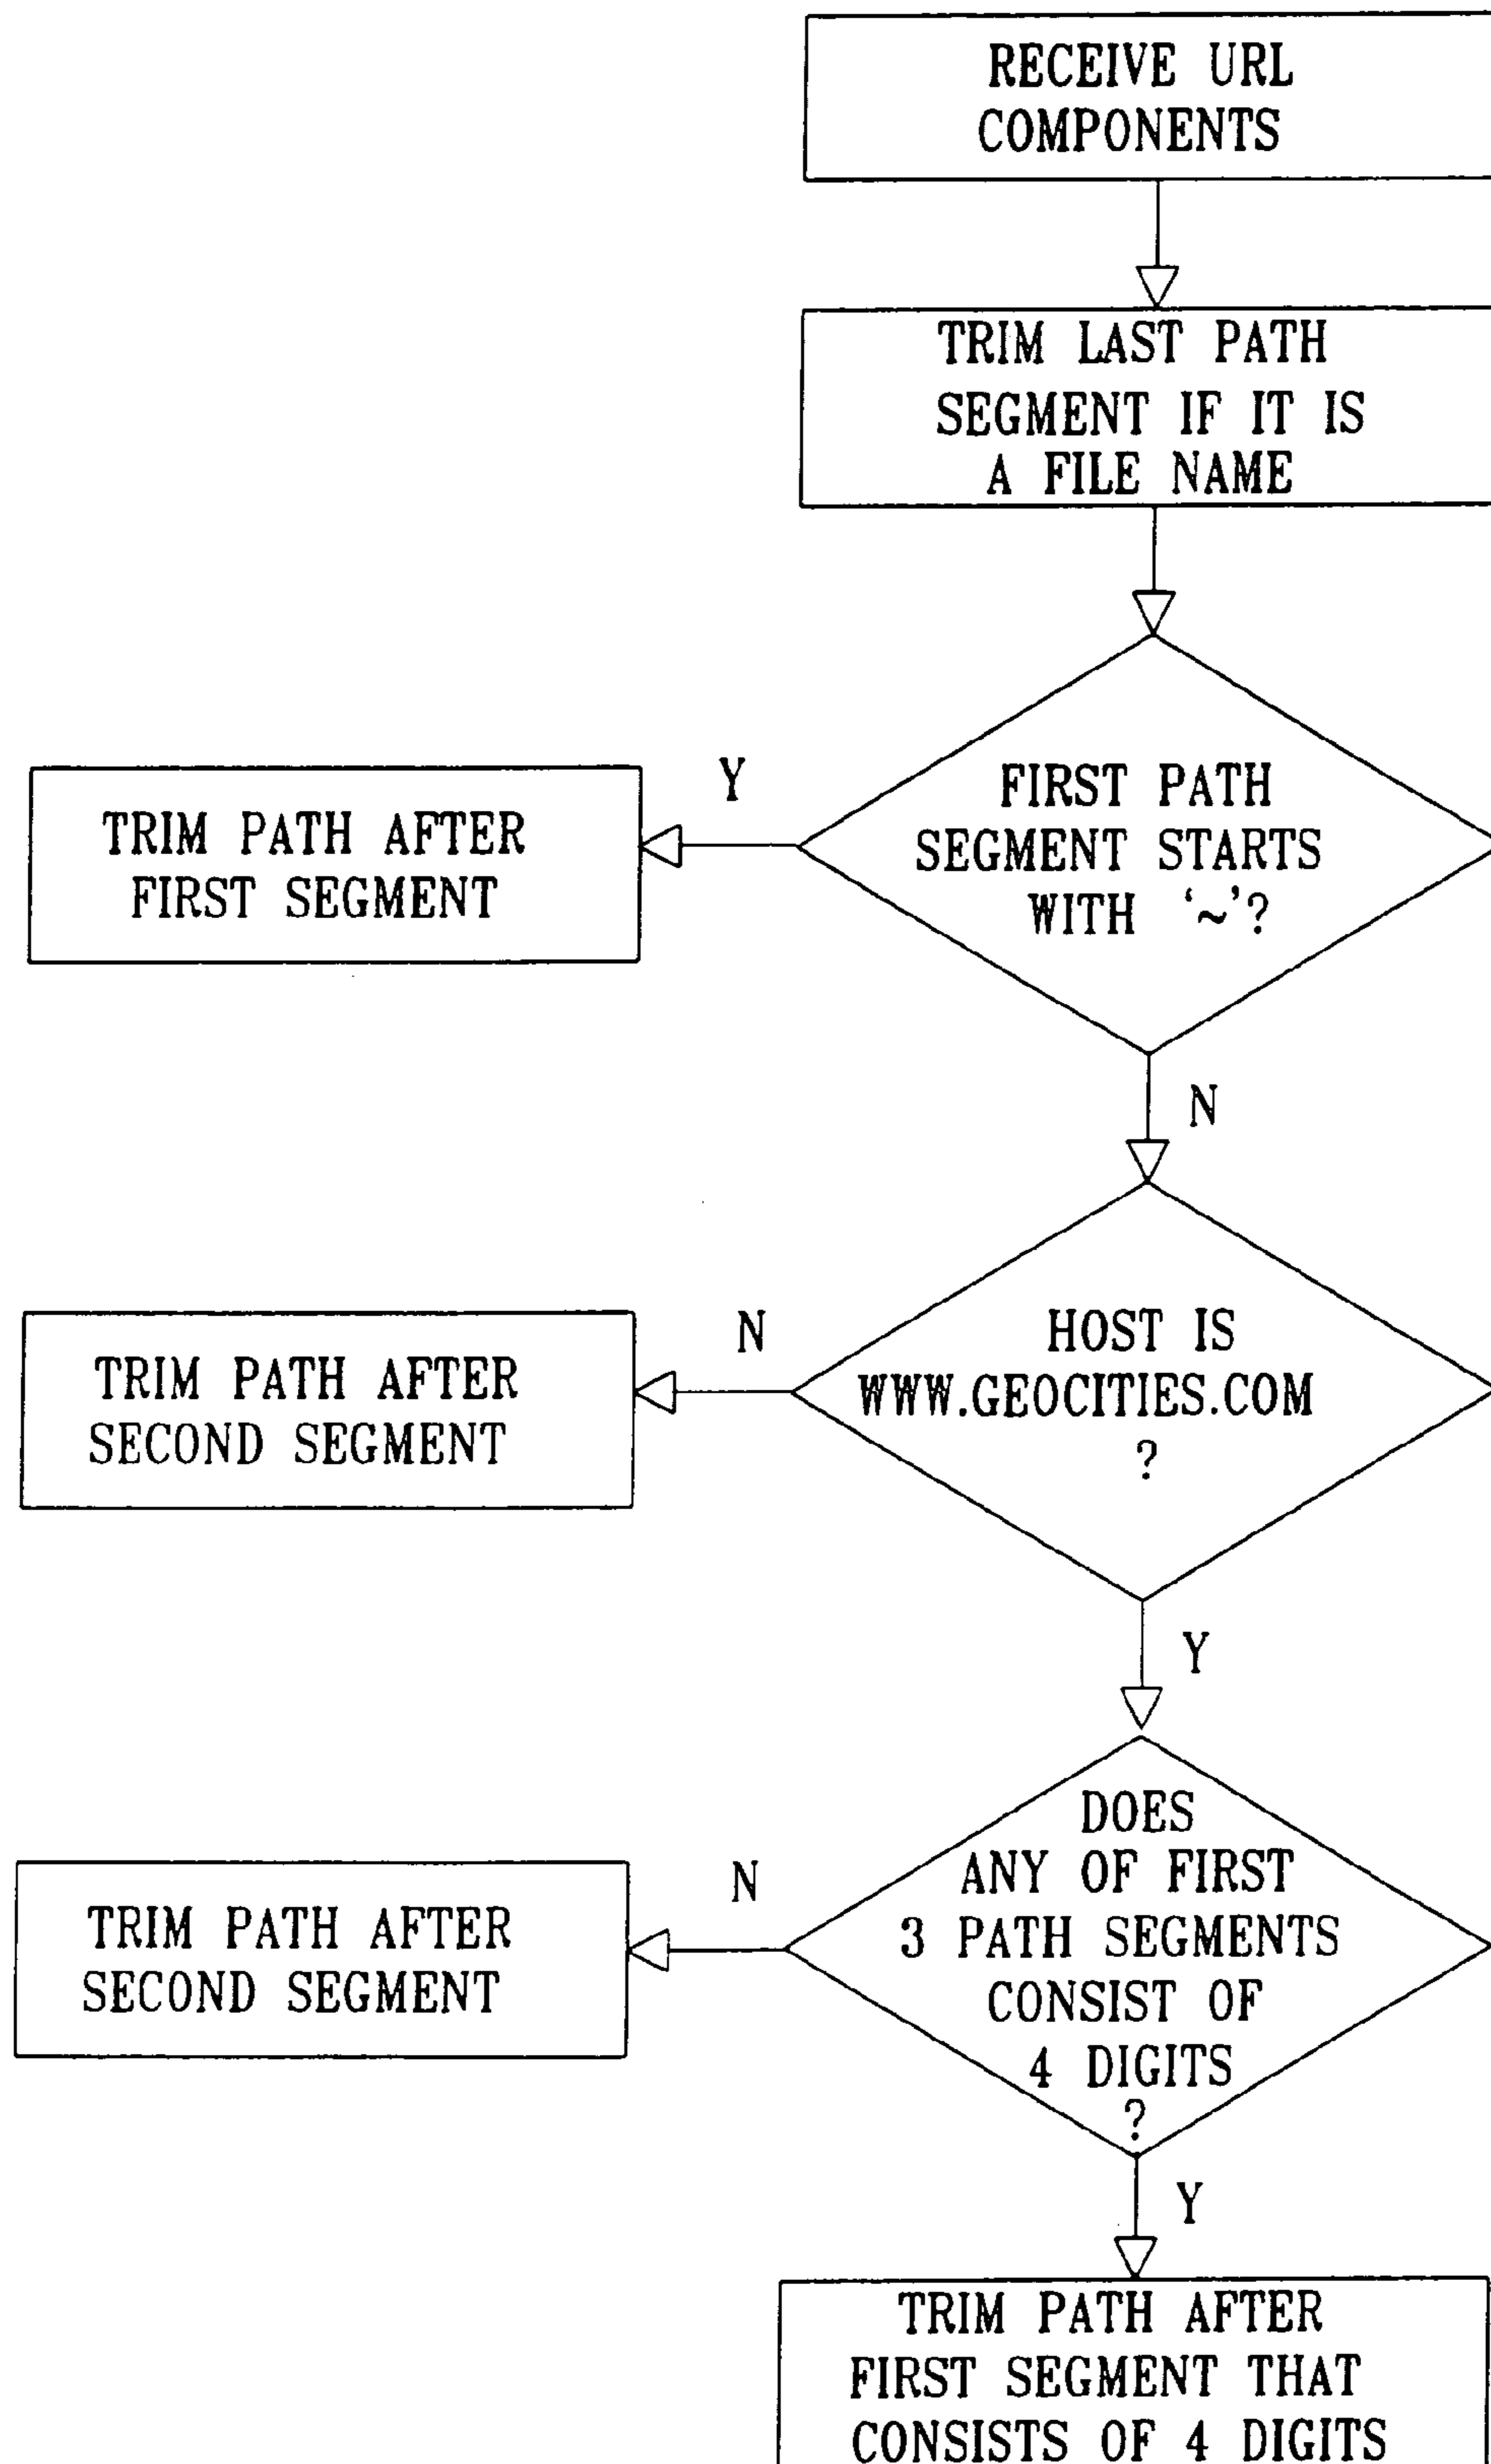 RECEIVE URL
COMPONENTS
TRIM LAST PATH
SEGMENT IF IT IS
A FILE NAME
FIRST PATH
SEGMENT STARTS
WITH ‘~’?
Y
TRIM PATH AFTER
FIRST SEGMENT
N
HOST IS
WWW.GEOCITIES.COM
?
N
TRIM PATH AFTER
SECOND SEGMENT
Y
DOES
ANY OF FIRST
3 PATH SEGMENTS
CONSIST OF
4 DIGITS
?
N
TRIM PATH AFTER
SECOND SEGMENT
Y
TRIM PATH AFTER
FIRST SEGMENT THAT
CONSISTS OF 4 DIGITS